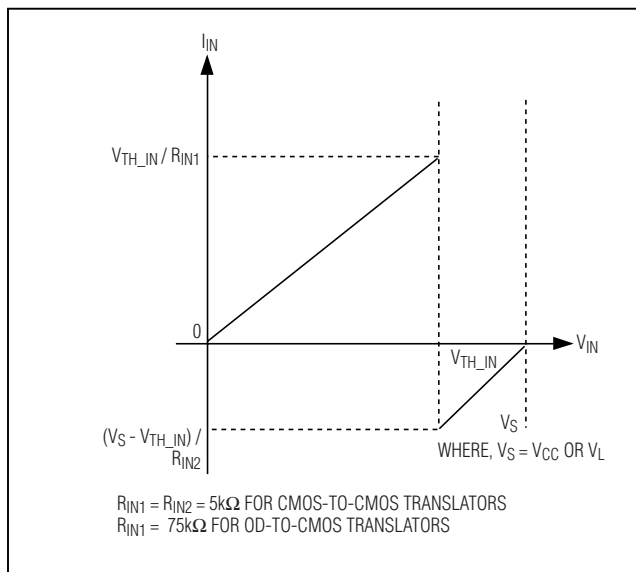 I_IN
V_TH_IN / R_IN1
0
V_IN
V_TH_IN
(V_S - V_TH_IN) /
R_IN2
V_S
WHERE, V_S = V_CC OR V_L
R_IN1 = R_IN2 = 5kΩ FOR CMOS-TO-CMOS TRANSLATORS
R_IN1 = 75kΩ FOR OD-TO-CMOS TRANSLATORS